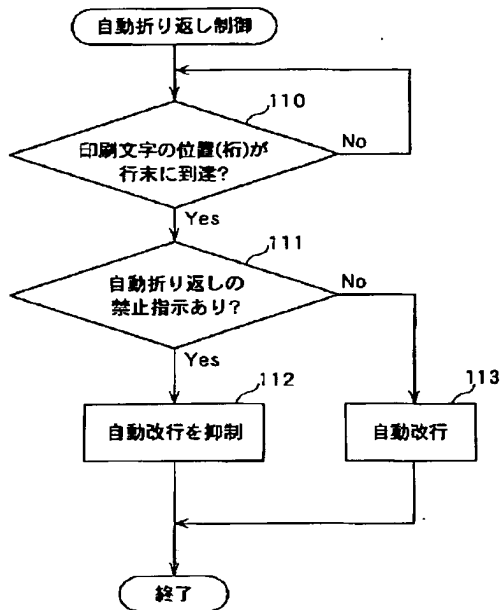 自動折り返し制御
110
印刷文字の位置(桁)が
行末に到達?
No
Yes
111
自動折り返しの
禁止指示あり?
No
Yes
112
自動改行を抑制
113
自動改行
終了